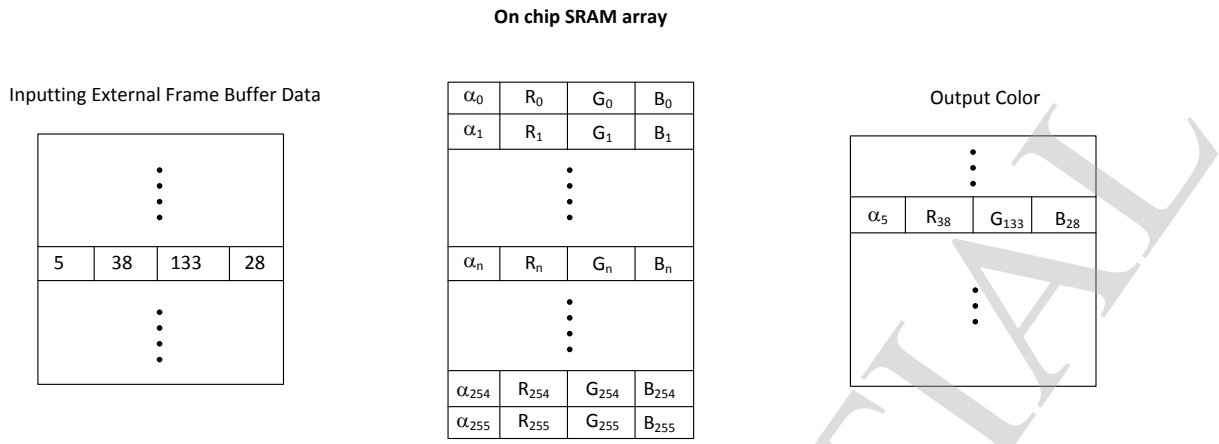 On chip SRAM array
Inputting External Frame Buffer Data
5 38 133 28
α₀ R₀ G₀ B₀
α₁ R₁ G₁ B₁
αₙ Rₙ Gₙ Bₙ
α₂₅₄ R₂₅₄ G₂₅₄ B₂₅₄
α₂₅₅ R₂₅₅ G₂₅₅ B₂₅₅
Output Color
α₅ R₃₈ G₁₃₃ B₂₈
TIAL